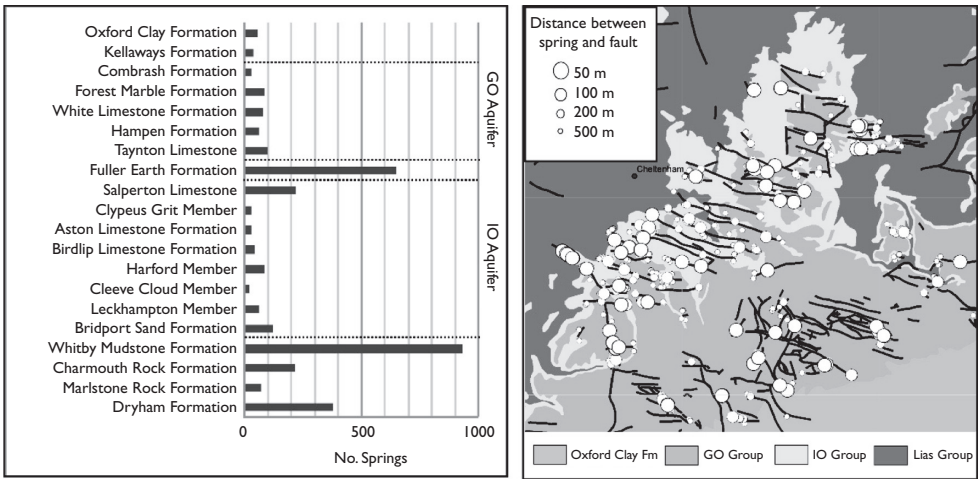 Oxford Clay Formation
Kellaways Formation
Combrash Formation
Forest Marble Formation
White Limestone Formation
Hampen Formation
Taynton Limestone
Fuller Earth Formation
Salperton Limestone
Clypeus Grit Member
Aston Limestone Formation
Birdlip Limestone Formation
Harford Member
Cleeve Cloud Member
Leckhampton Member
Bridport Sand Formation
Whitby Mudstone Formation
Charmouth Rock Formation
Marlstone Rock Formation
Dryham Formation
GO Aquifer
IO Aquifer
0 500 1000
No. Springs
Distance between
spring and fault
50 m
100 m
200 m
500 m
Cheltenham
Oxford Clay Fm GO Group IO Group Lias Group